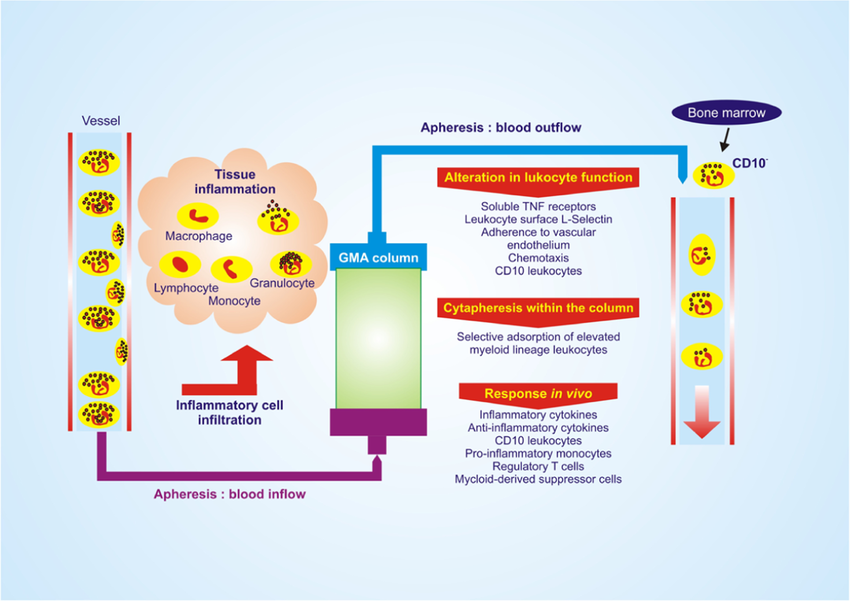 Vessel
Tissue
inflammation
Macrophage
Lymphocyte
Monocyte
Granulocyte
Inflammatory cell
infiltration
Apheresis : blood inflow
GMA column
Apheresis : blood outflow
Alteration in lukocyte function
Soluble TNF receptors
Leukocyte surface L-Selectin
Adherence to vascular
endothelium
Chemotaxis
CD10 leukocytes
Cytapheresis within the column
Selective adsorption of elevated
myeloid lineage leukocytes
Response in vivo
Inflammatory cytokines
Anti-inflammatory cytokines
CD10 leukocytes
Pro-inflammatory monocytes
Regulatory T cells
Mycloid-derived suppressor cells
Bone marrow
CD10-